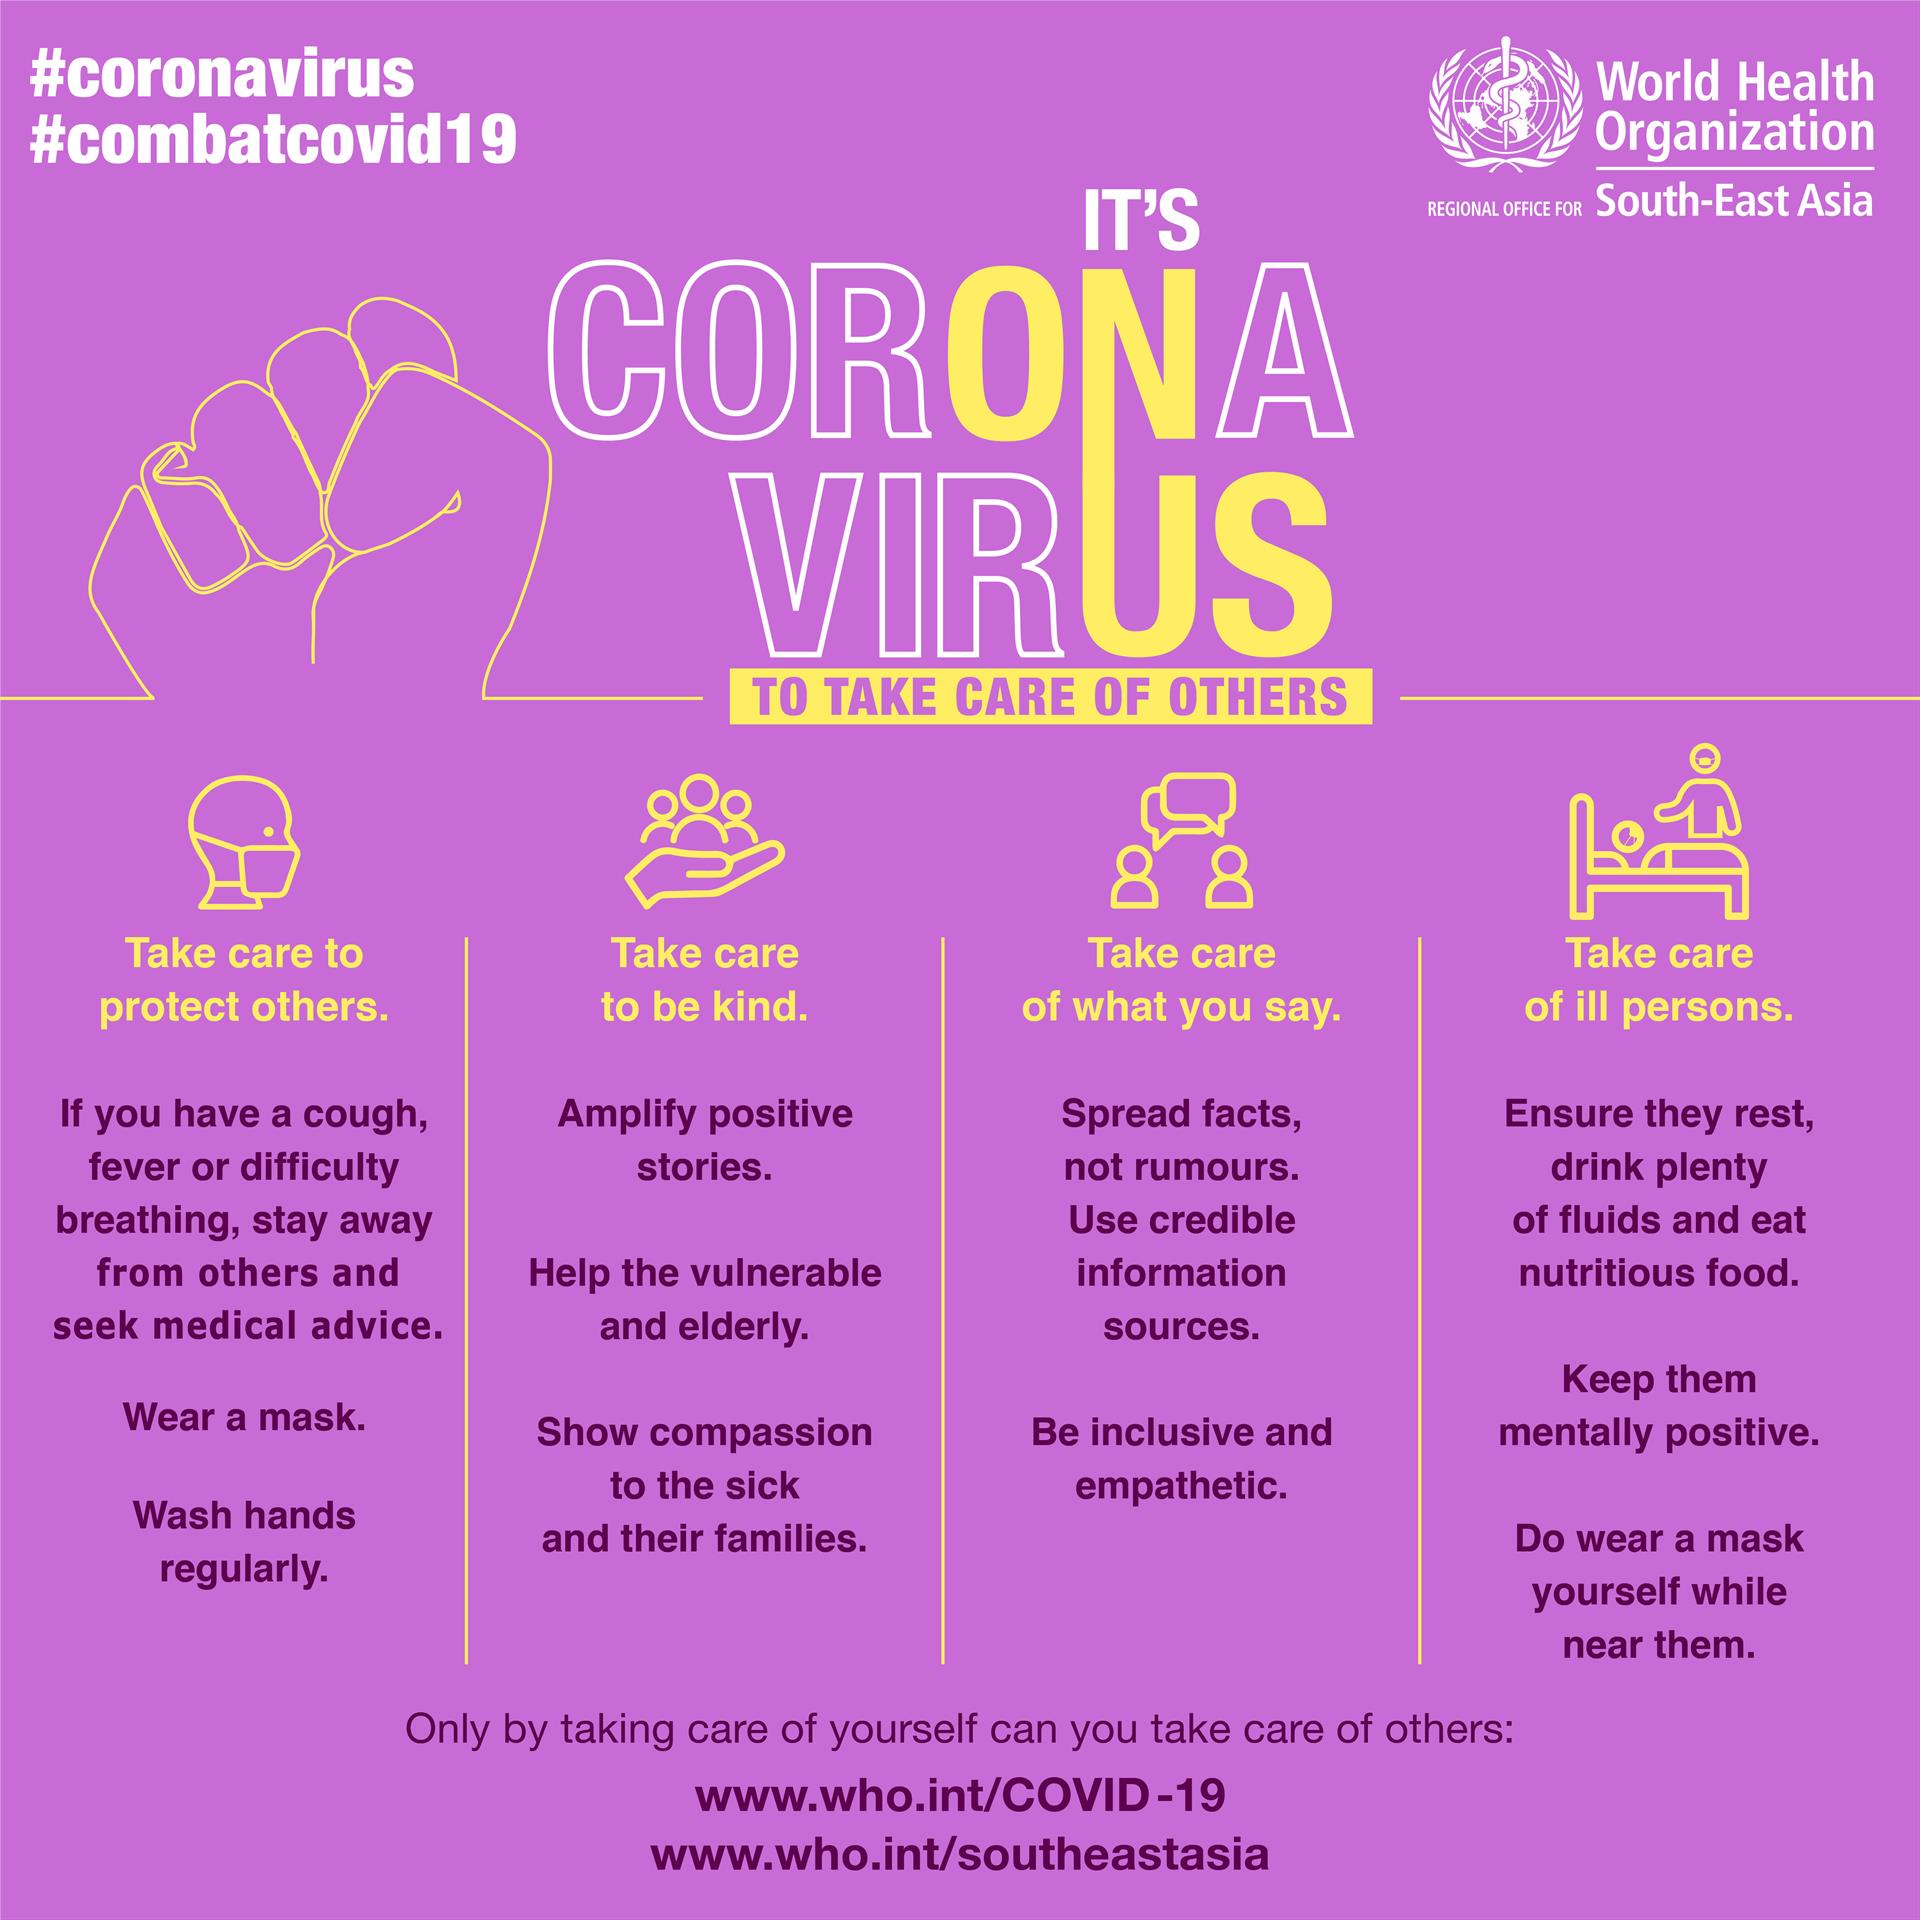 #coronavirus
#combatcovid19
World Health
Organization
REGIONAL OFFICE FOR South-East Asia
IT'S
CORONA
VIRUS
TO TAKE CARE OF OTHERS
Take care to
protect others.
If you have a cough,
fever or difficulty
breathing, stay away
from others and
seek medical advice.
Wear a mask.
Wash hands
regularly.
Take care
to be kind.
Amplify positive
stories.
Help the vulnerable
and elderly.
Show compassion
to the sick
and their families.
Take care
of what you say.
Spread facts,
not rumours.
Use credible
information
sources.
Be inclusive and
empathetic.
Take care
of ill persons.
Ensure they rest,
drink plenty
of fluids and eat
nutritious food.
Keep them
mentally positive.
Do wear a mask
yourself while
near them.
Only by taking care of yourself can you take care of others:
www.who.int/COVID-19
www.who.int/southeastasia